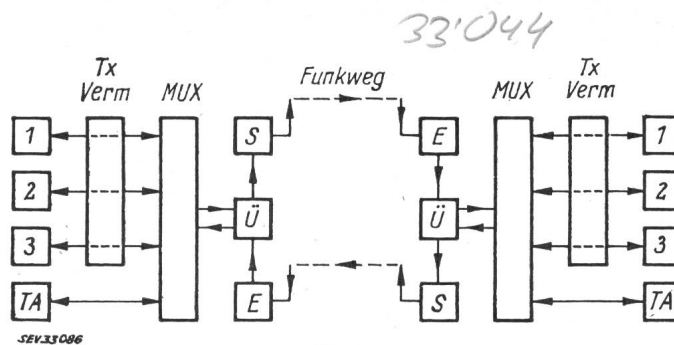 33'044
Tx Verm
MUX
Funkweg
MUX
Tx Verm
1
S
E
1
2
Ü
Ü
2
3
3
TA
E
S
TA
SEV33086